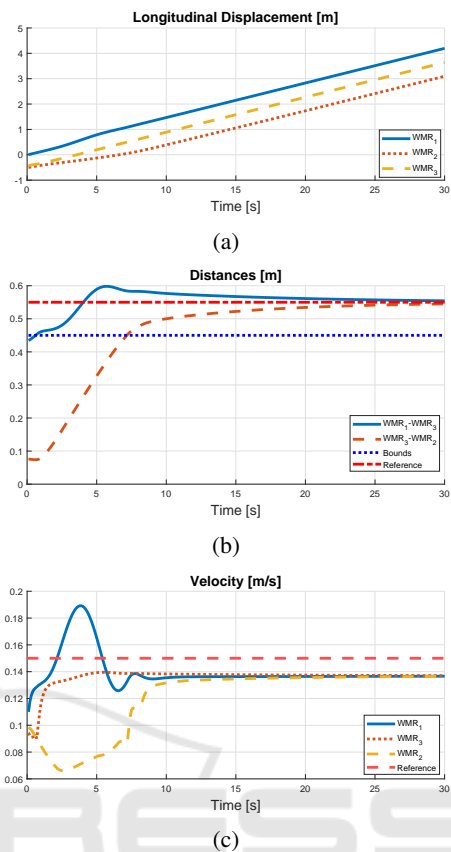 Longitudinal Displacement [m]
5
4
3
2
1
0
-1
WMR1
WMR2
WMR3
0 5 10 15 20 25 30
Time [s]
(a)
Distances [m]
0.6
0.5
0.4
0.3
0.2
0.1
0
WMR1-WMR3
WMR3-WMR2
Bounds
Reference
0 5 10 15 20 25 30
Time [s]
(b)
Velocity [m/s]
0.2
0.18
0.16
0.14
0.12
0.1
0.08
0.06
WMR1
WMR3
WMR2
Reference
0 5 10 15 20 25 30
Time [s]
(c)
RESS